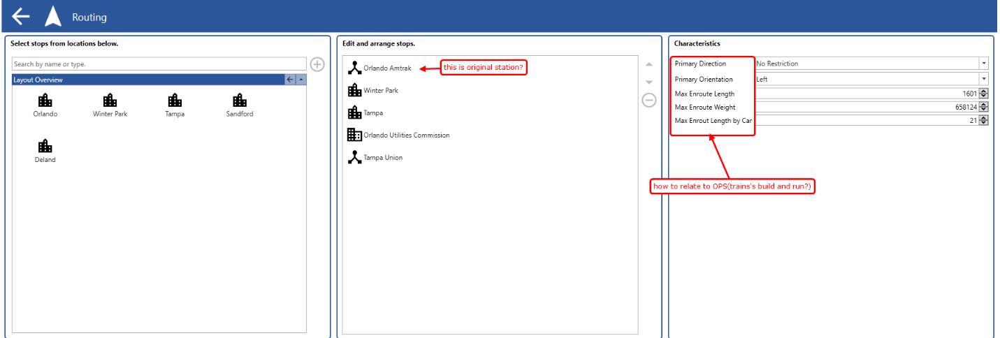 Routing
Select stops from locations below.
Search by name or type.
Layout Overview
Orlando
Winter Park
Tampa
Sandford
Deland
Edit and arrange stops.
Orlando Amtrak
this is original station?
Winter Park
Tampa
Orlando Utilities Commission
Tampa Union
Characteristics
Primary Direction No Restriction
Primary Orientation Left
Max Enroute Length 1601
Max Enroute Weight 658124
Max Enrout Length by Car 21
how to relate to OPS(trains's build and run?)